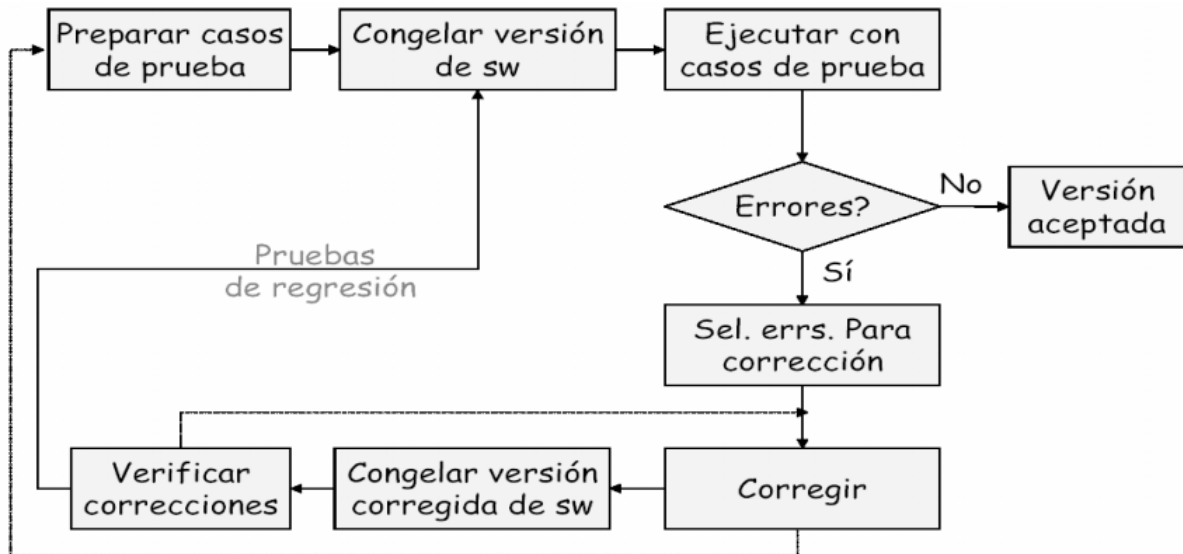 Preparar casos
de prueba
Congelar versión
de sw
Ejecutar con
casos de prueba
Errores?
No
Versión
aceptada
Sí
Pruebas
de regresión
Sel. errs. Para
corrección
Verificar
correcciones
Congelar versión
corregida de sw
Corregir